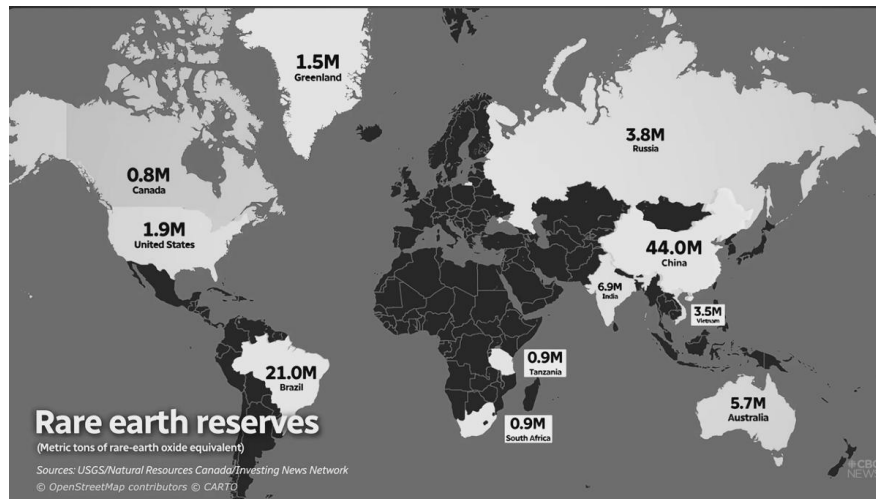 1.5M
Greenland
3.8M
Russia
0.8M
Canada
1.9M
United States
44.0M
China
6.9M
India
3.5M
Vietnam
0.9M
Tanzania
21.0M
Brazil
0.9M
South Africa
5.7M
Australia
Rare earth reserves
(Metric tons of rare-earth oxide equivalent)
Sources: USGS/Natural Resources Canada/Investing News Network
© OpenStreetMap contributors © CARTO
CBC
NEWS